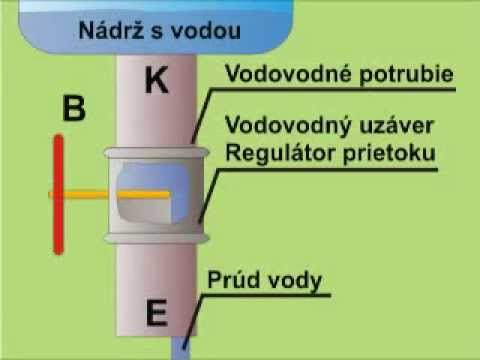 Nádrž s vodou
K
Vodovodné potrubie
B
Vodovodný uzáver
Regulátor prietoku
Prúd vody
E